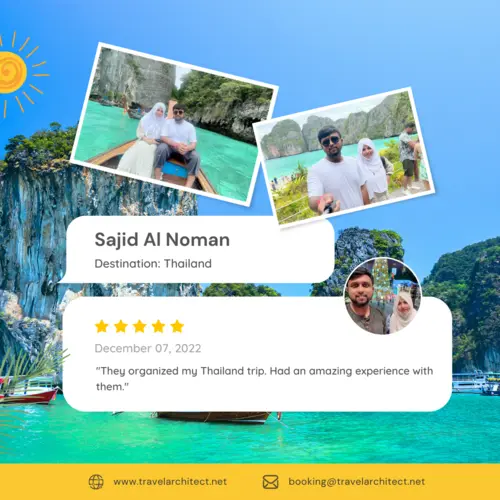 Sajid Al Noman
Destination: Thailand
December 07, 2022
"They organized my Thailand trip. Had an amazing experience with
them."
www.travelarchitect.net
booking@travelarchitect.net